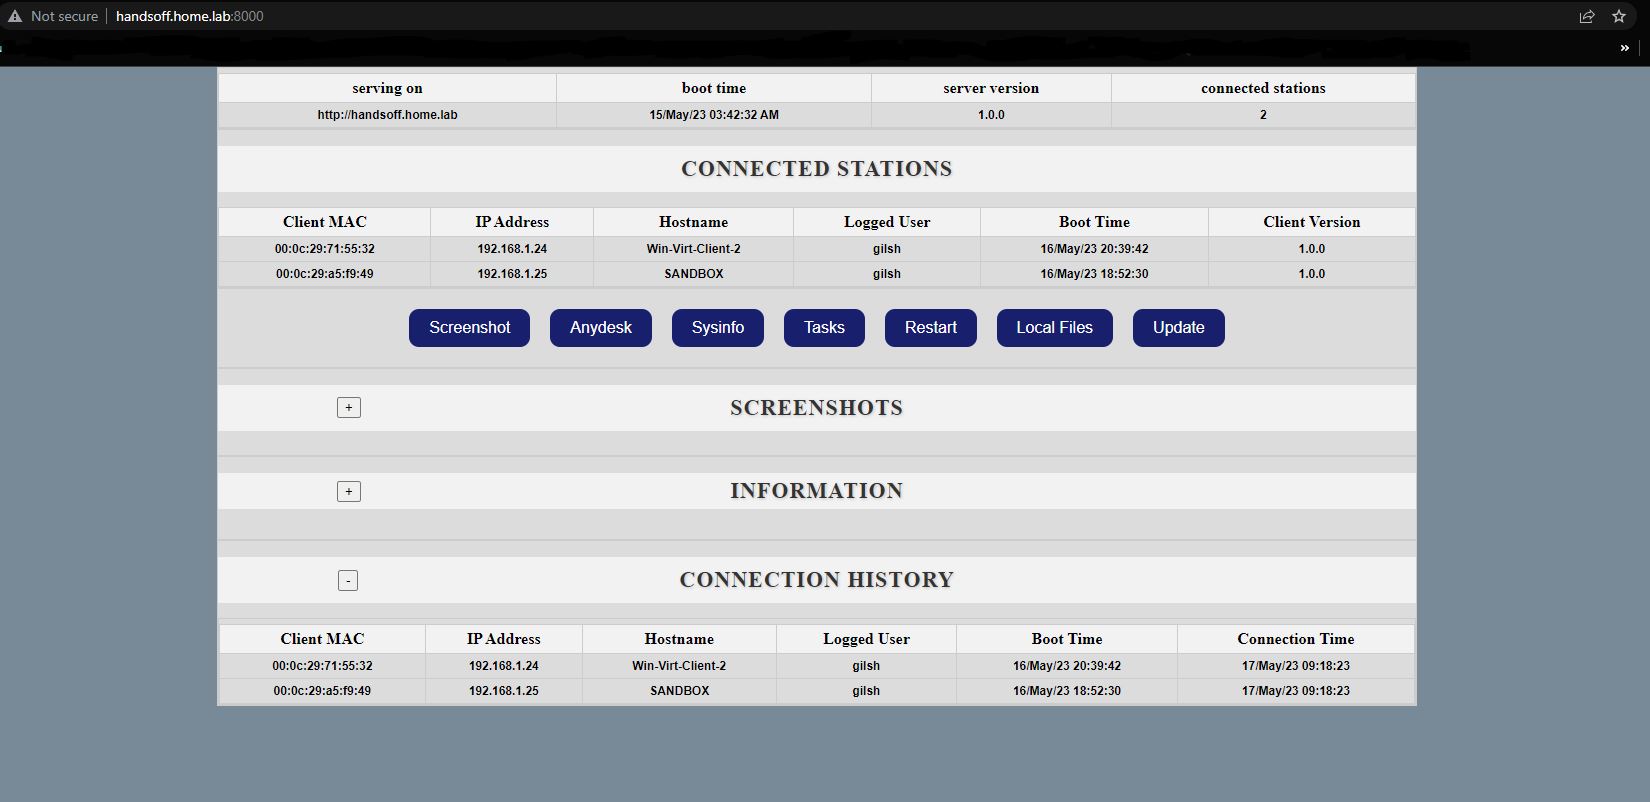 Not secure | handsoff.home.lab:8000
»
serving on boot time server version connected stations
http://handsoff.home.lab 15/May/23 03:42:32 AM 1.0.0 2
CONNECTED STATIONS
Client MAC IP Address Hostname Logged User Boot Time Client Version
00:0c:29:71:55:32 192.168.1.24 Win-Virt-Client-2 gilsh 16/May/23 20:39:42 1.0.0
00:0c:29:a5:f9:49 192.168.1.25 SANDBOX gilsh 16/May/23 18:52:30 1.0.0
Screenshot Anydesk Sysinfo Tasks Restart Local Files Update
+ SCREENSHOTS
+ INFORMATION
- CONNECTION HISTORY
Client MAC IP Address Hostname Logged User Boot Time Connection Time
00:0c:29:71:55:32 192.168.1.24 Win-Virt-Client-2 gilsh 16/May/23 20:39:42 17/May/23 09:18:23
00:0c:29:a5:f9:49 192.168.1.25 SANDBOX gilsh 16/May/23 18:52:30 17/May/23 09:18:23